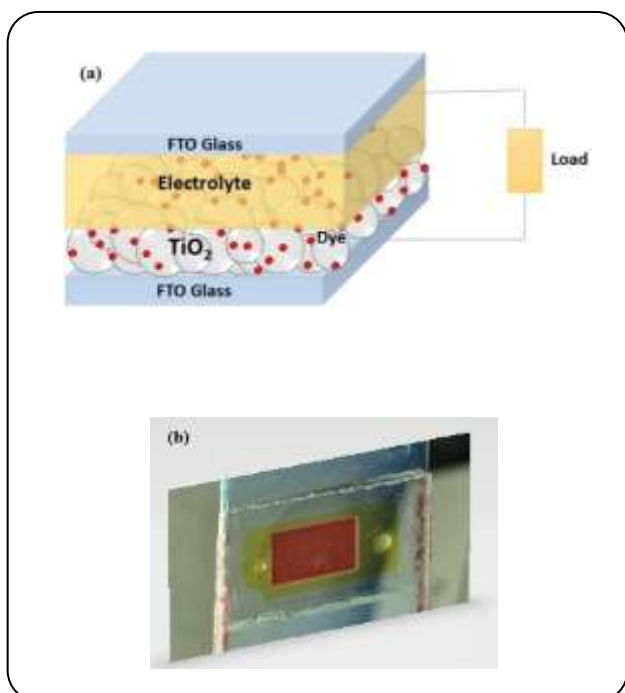 (a)
FTO Glass
Electrolyte
Load
Dye
TiO₂
FTO Glass
(b)